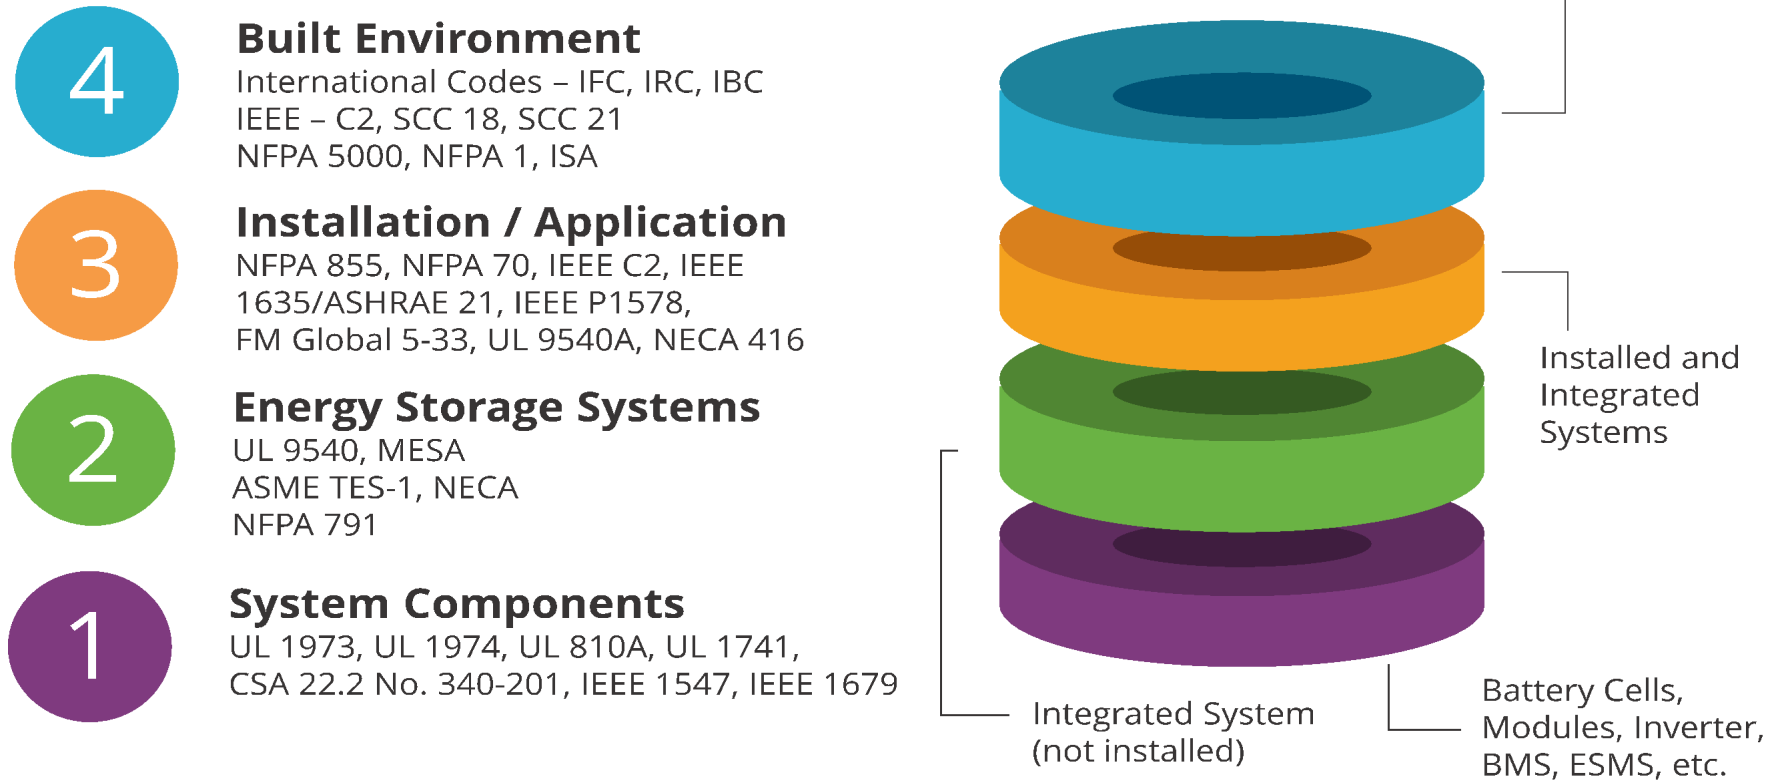 4
Built Environment
International Codes – IFC, IRC, IBC
IEEE – C2, SCC 18, SCC 21
NFPA 5000, NFPA 1, ISA
3
Installation / Application
NFPA 855, NFPA 70, IEEE C2, IEEE
1635/ASHRAE 21, IEEE P1578,
FM Global 5-33, UL 9540A, NECA 416
2
Energy Storage Systems
UL 9540, MESA
ASME TES-1, NECA
NFPA 791
1
System Components
UL 1973, UL 1974, UL 810A, UL 1741,
CSA 22.2 No. 340-201, IEEE 1547, IEEE 1679
Installed and
Integrated
Systems
Integrated System
(not installed)
Battery Cells,
Modules, Inverter,
BMS, ESMS, etc.